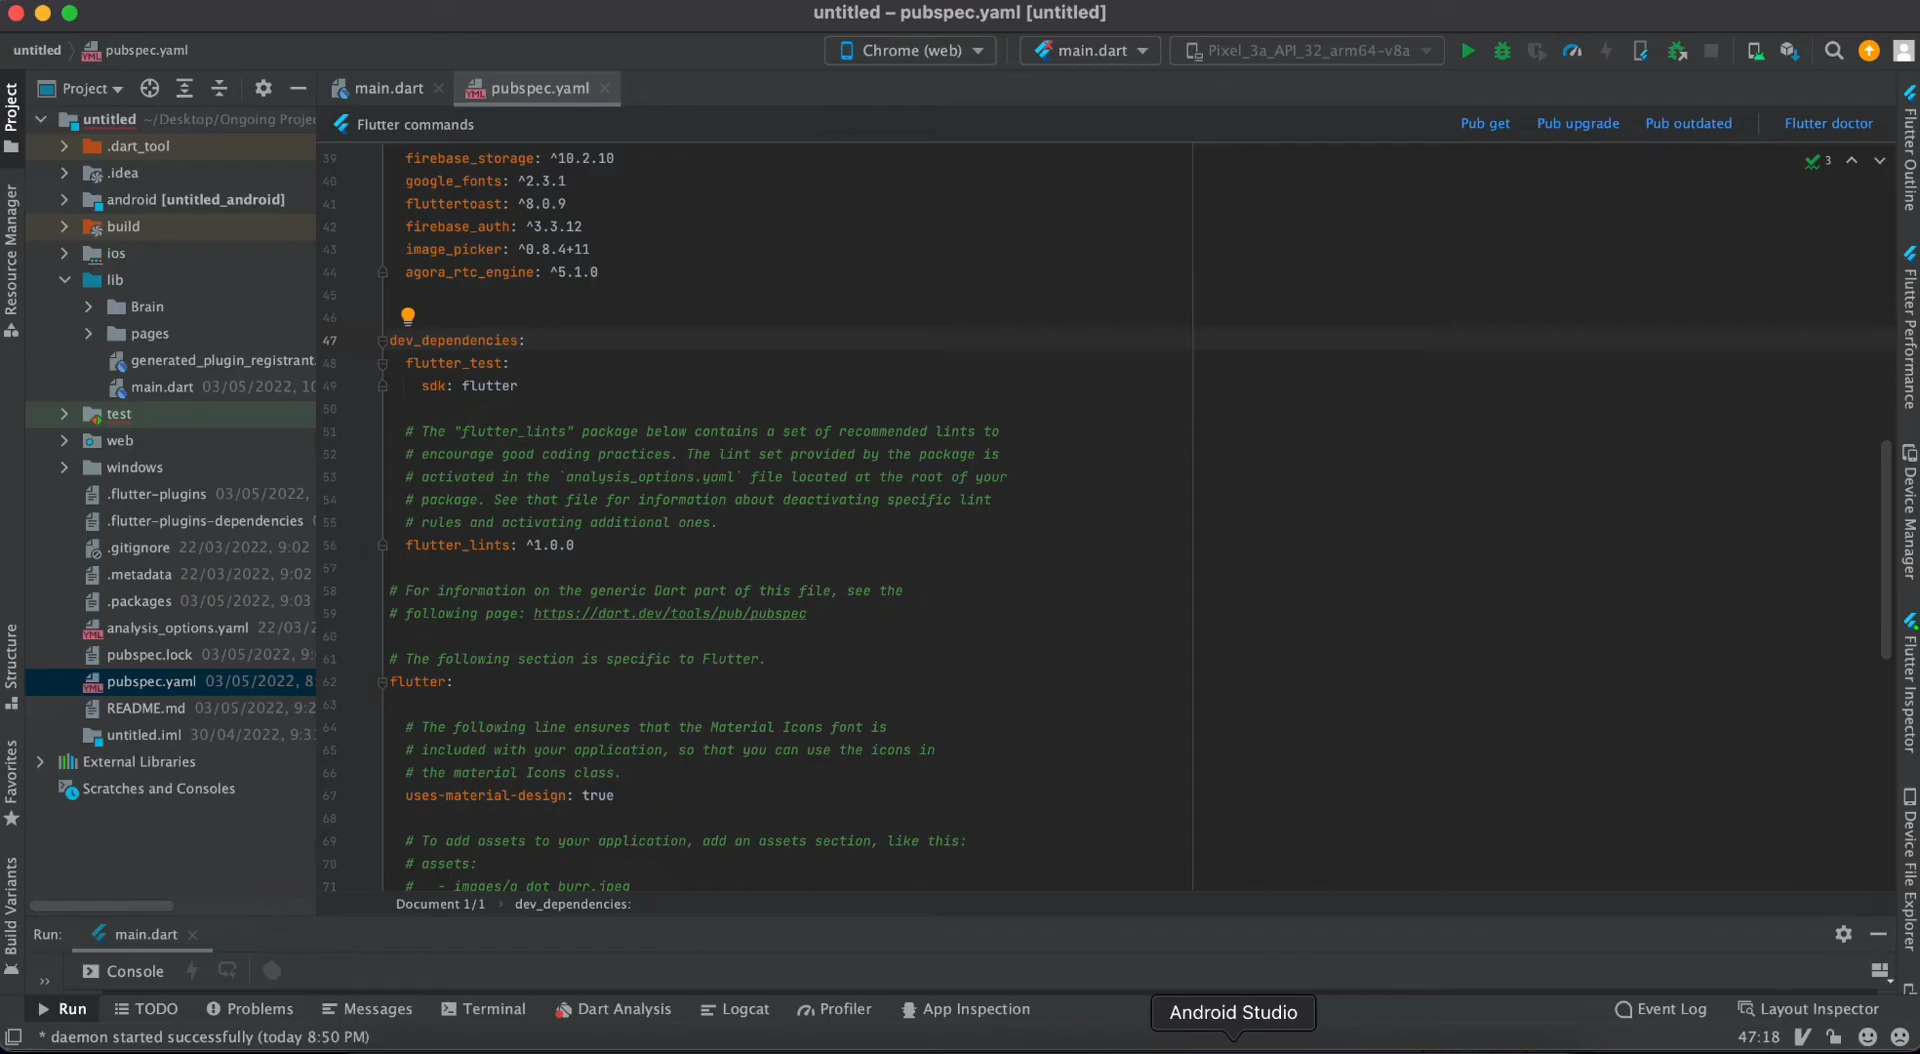 untitled – pubspec.yaml [untitled]
untitled
pubspec.yaml
Chrome (web)
main.dart
Pixel_3a_API_32_arm64-v8a
Project
main.dart
pubspec.yaml
Flutter commands
Pub get
Pub upgrade
Pub outdated
Flutter doctor
Project
Resource Manager
Structure
Favorites
Build Variants
untitled ~/Desktop/Ongoing Projec
.dart_tool
.idea
android [untitled_android]
build
ios
lib
Brain
pages
generated_plugin_registrant.
main.dart 03/05/2022, 10
test
web
windows
.flutter-plugins 03/05/2022,
.flutter-plugins-dependencies
.gitignore 22/03/2022, 9:02
.metadata 22/03/2022, 9:02
.packages 03/05/2022, 9:03
analysis_options.yaml 22/03/2
pubspec.lock 03/05/2022, 9:
pubspec.yaml 03/05/2022, 8:
README.md 03/05/2022, 9:2
untitled.iml 30/04/2022, 9:3
External Libraries
Scratches and Consoles
39 firebase_storage: ^10.2.10
40 google_fonts: ^2.3.1
41 fluttertoast: ^8.0.9
42 firebase_auth: ^3.3.12
43 image_picker: ^0.8.4+11
44 agora_rtc_engine: ^5.1.0
45
46
47 dev_dependencies:
48 flutter_test:
49 sdk: flutter
50
51 # The "flutter_lints" package below contains a set of recommended lints to
52 # encourage good coding practices. The lint set provided by the package is
53 # activated in the `analysis_options.yaml` file located at the root of your
54 # package. See that file for information about deactivating specific lint
55 # rules and activating additional ones.
56 flutter_lints: ^1.0.0
57
58 # For information on the generic Dart part of this file, see the
59 # following page: https://dart.dev/tools/pub/pubspec
60
61 # The following section is specific to Flutter.
62 flutter:
63
64 # The following line ensures that the Material Icons font is
65 # included with your application, so that you can use the icons in
66 # the material Icons class.
67 uses-material-design: true
68
69 # To add assets to your application, add an assets section, like this:
70 # assets:
71 # - images/a_dot_burr.jpeg
3
Document 1/1
dev_dependencies:
Flutter Outline
Flutter Performance
Device Manager
Flutter Inspector
Device File Explorer
Run:
main.dart
Console
Run
TODO
Problems
Messages
Terminal
Dart Analysis
Logcat
Profiler
App Inspection
Android Studio
Event Log
Layout Inspector
* daemon started successfully (today 8:50 PM)
47:18